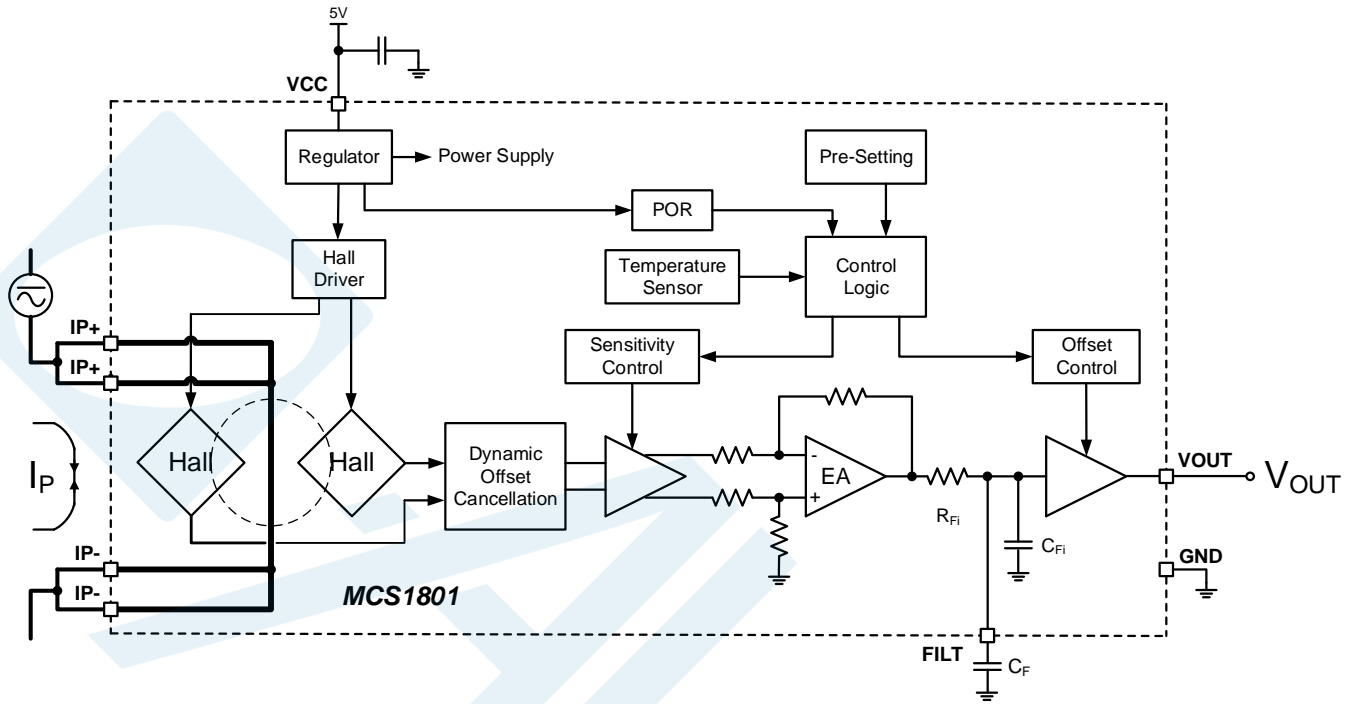 5V
VCC
Regulator
Power Supply
Pre-Setting
POR
Hall
Driver
Temperature
Sensor
Control
Logic
IP+
IP+
Sensitivity
Control
Offset
Control
Hall
Hall
Dynamic
Offset
Cancellation
-
EA
+
VOUT
VOUT
IP
RFi
CFi
IP-
IP-
GND
MCS1801
FILT
CF